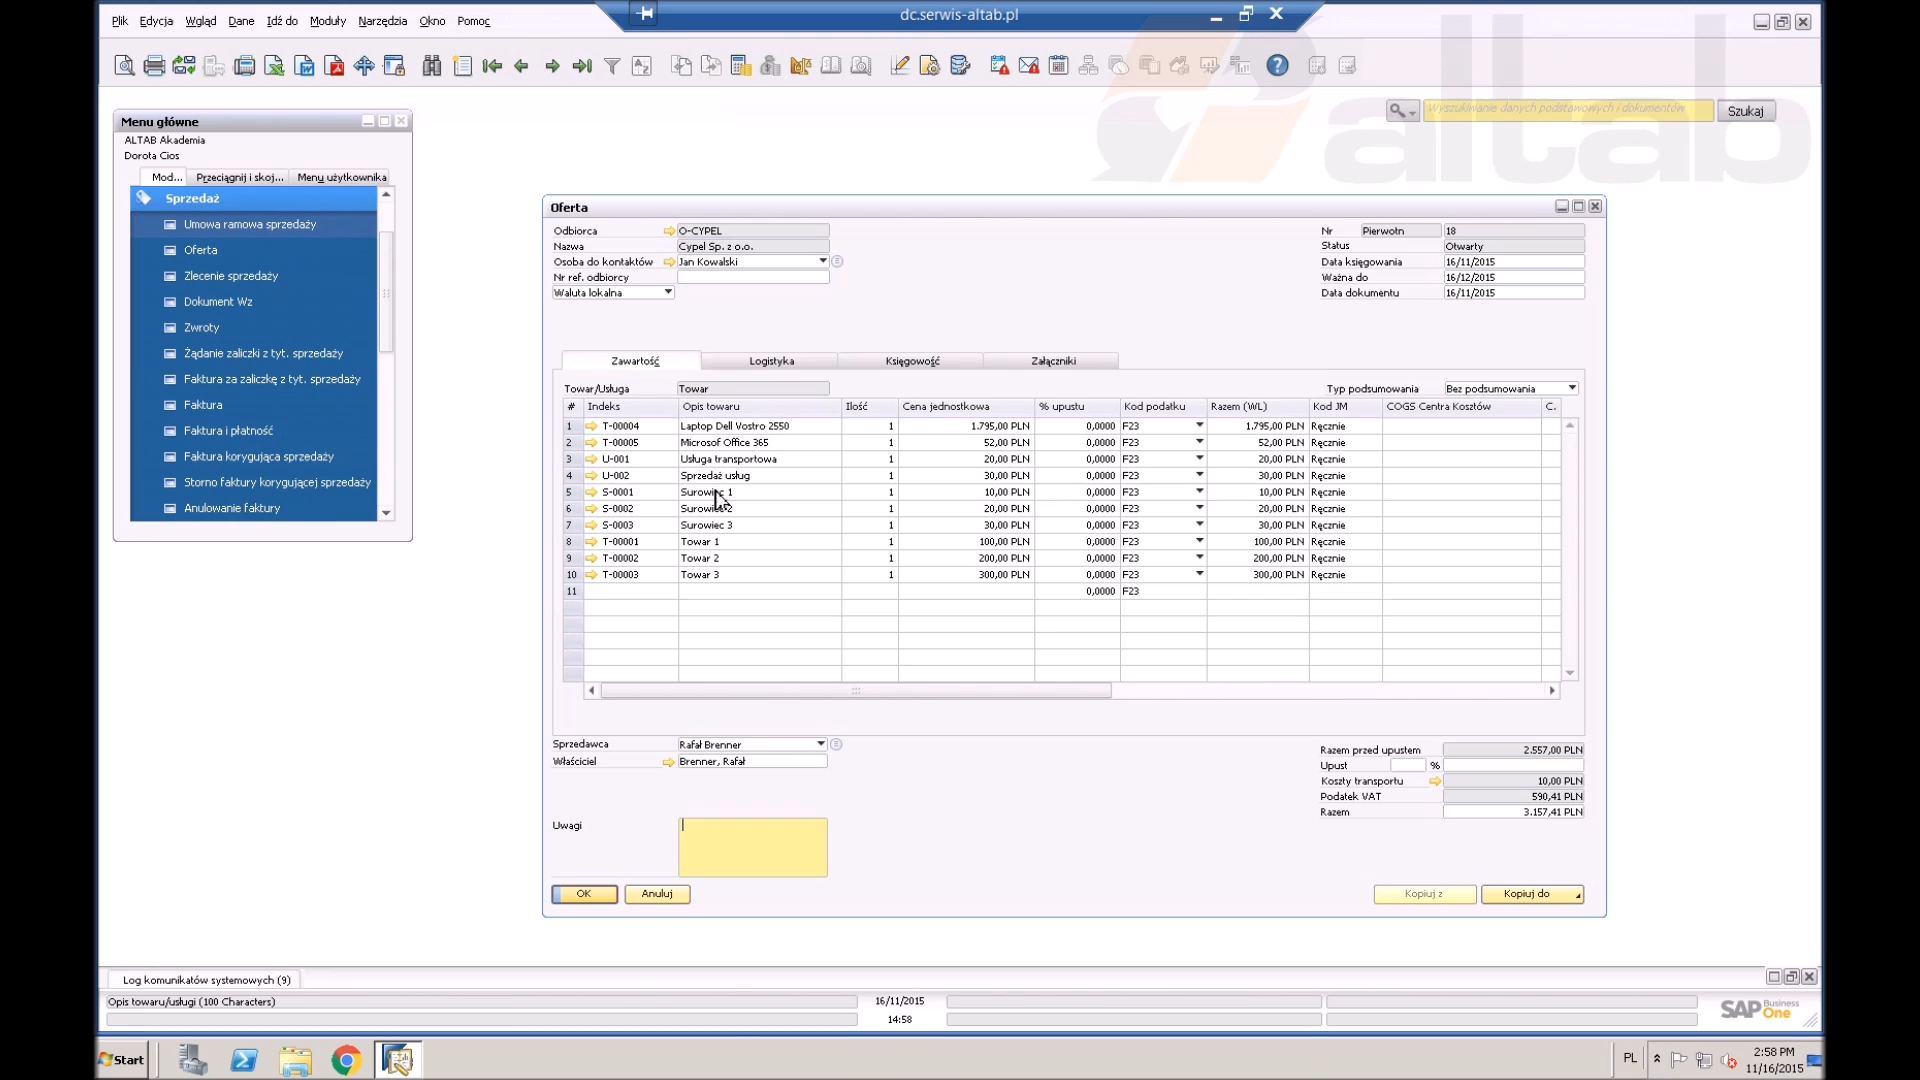 dc.serwis-altab.pl
Plik Edycja Wgląd Dane Idź do Moduły Narzędzia Okno Pomoc
altab
Wyszukiwanie danych podstawowych i dokumentów Szukaj
Menu główne
ALTAB Akademia
Dorota Cios
Mod... Przeciągnij i skoj... Menu użytkownika
Sprzedaż
Umowa ramowa sprzedaży
Oferta
Zlecenie sprzedaży
Dokument Wz
Zwroty
Żądanie zaliczki z tyt. sprzedaży
Faktura za zaliczkę z tyt. sprzedaży
Faktura
Faktura i płatność
Faktura korygująca sprzedaży
Storno faktury korygującej sprzedaży
Anulowanie faktury
Oferta
Odbiorca O-CYPEL Nr Pierwotn 18
Nazwa Cypel Sp. z o.o. Status Otwarty
Osoba do kontaktów Jan Kowalski Data księgowania 16/11/2015
Nr ref. odbiorcy Ważna do 16/12/2015
Waluta lokalna Data dokumentu 16/11/2015
Zawartość Logistyka Księgowość Załączniki
Towar/Usługa Towar Typ podsumowania Bez podsumowania
# Indeks Opis towaru Ilość Cena jednostkowa % upustu Kod podatku Razem (WL) Kod JM COGS Centra Kosztów C.
1 T-00004 Laptop Dell Vostro 2550 1 1.795,00 PLN 0,0000 F23 1.795,00 PLN Ręcznie
2 T-00005 Microsof Office 365 1 52,00 PLN 0,0000 F23 52,00 PLN Ręcznie
3 U-001 Usługa transportowa 1 20,00 PLN 0,0000 F23 20,00 PLN Ręcznie
4 U-002 Sprzedaż usług 1 30,00 PLN 0,0000 F23 30,00 PLN Ręcznie
5 S-0001 Surowiec 1 1 10,00 PLN 0,0000 F23 10,00 PLN Ręcznie
6 S-0002 Surowiec 2 1 20,00 PLN 0,0000 F23 20,00 PLN Ręcznie
7 S-0003 Surowiec 3 1 30,00 PLN 0,0000 F23 30,00 PLN Ręcznie
8 T-00001 Towar 1 1 100,00 PLN 0,0000 F23 100,00 PLN Ręcznie
9 T-00002 Towar 2 1 200,00 PLN 0,0000 F23 200,00 PLN Ręcznie
10 T-00003 Towar 3 1 300,00 PLN 0,0000 F23 300,00 PLN Ręcznie
11 0,0000 F23
Sprzedawca Rafał Brenner
Właściciel Brenner, Rafał
Razem przed upustem 2.557,00 PLN
Upust %
Koszty transportu 10,00 PLN
Podatek VAT 590,41 PLN
Razem 3.157,41 PLN
Uwagi
OK Anuluj Kopiuj z Kopiuj do
Log komunikatów systemowych (9)
Opis towaru/usługi (100 Characters) 16/11/2015
14:58
SAP Business One
Start PL 2:58 PM
11/16/2015